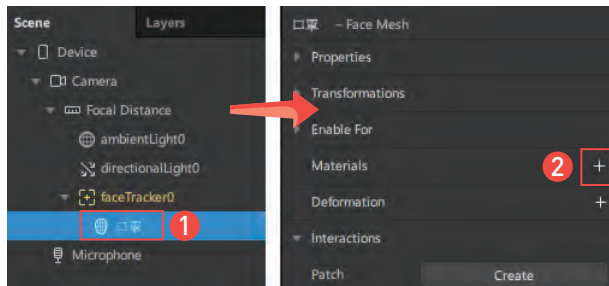 Scene
Layers
Device
Camera
Focal Distance
ambientLight0
directionalLight0
faceTracker0
口罩
1
Microphone
口罩 - Face Mesh
Properties
Transformations
Enable For
Materials
2
+
Deformation
+
Interactions
Patch
Create